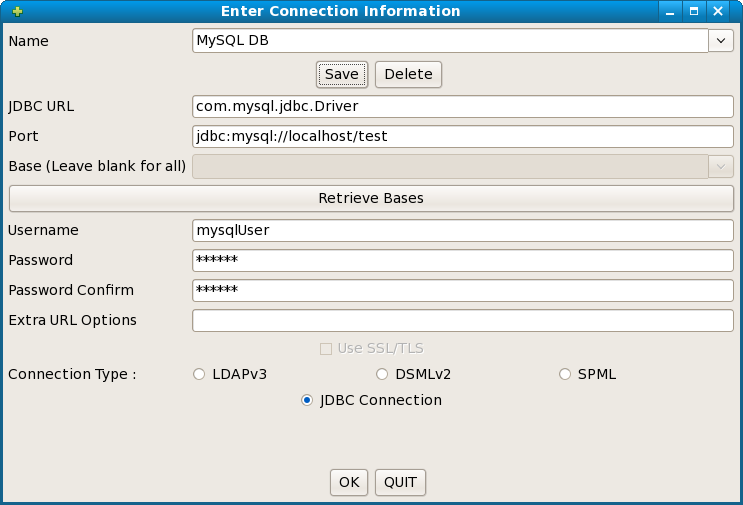 Enter Connection Information
Name MySQL DB
Save Delete
JDBC URL com.mysql.jdbc.Driver
Port jdbc:mysql://localhost/test
Base (Leave blank for all)
Retrieve Bases
Username mysqlUser
Password ******
Password Confirm ******
Extra URL Options
Use SSL/TLS
Connection Type : LDAPv3 DSMLv2 SPML
JDBC Connection
OK QUIT